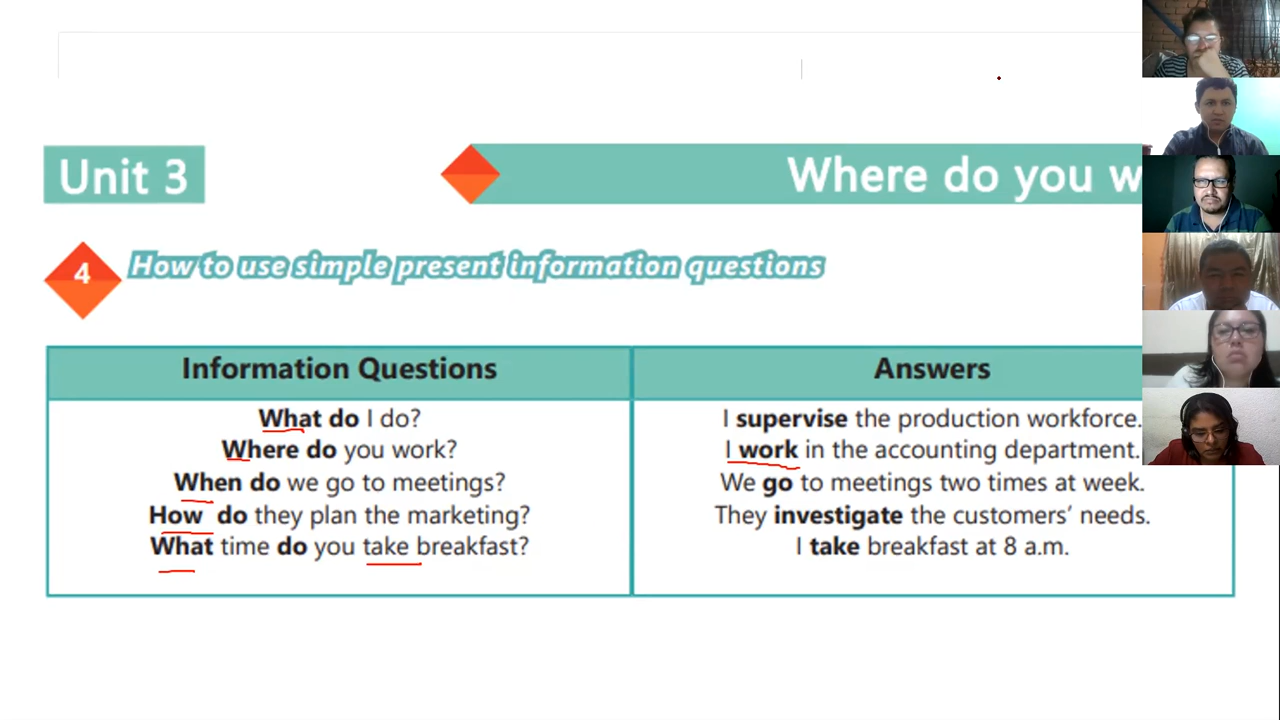 Unit 3
Where do you w
4
How to use simple present information questions
Information Questions
Answers
What do I do?
I supervise the production workforce.
Where do you work?
I work in the accounting department.
When do we go to meetings?
We go to meetings two times at week.
How do they plan the marketing?
They investigate the customers' needs.
What time do you take breakfast?
I take breakfast at 8 a.m.